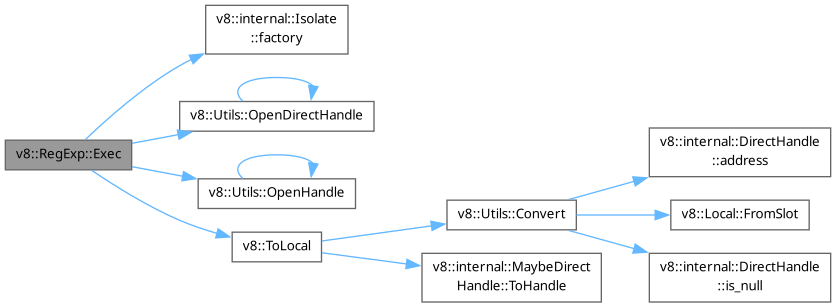 v8::internal::Isolate
::factory
v8::Utils::OpenDirectHandle
v8::RegExp::Exec
v8::Utils::OpenHandle
v8::ToLocal
v8::Utils::Convert
v8::internal::MaybeDirect
Handle::ToHandle
v8::internal::DirectHandle
::address
v8::Local::FromSlot
v8::internal::DirectHandle
::is_null